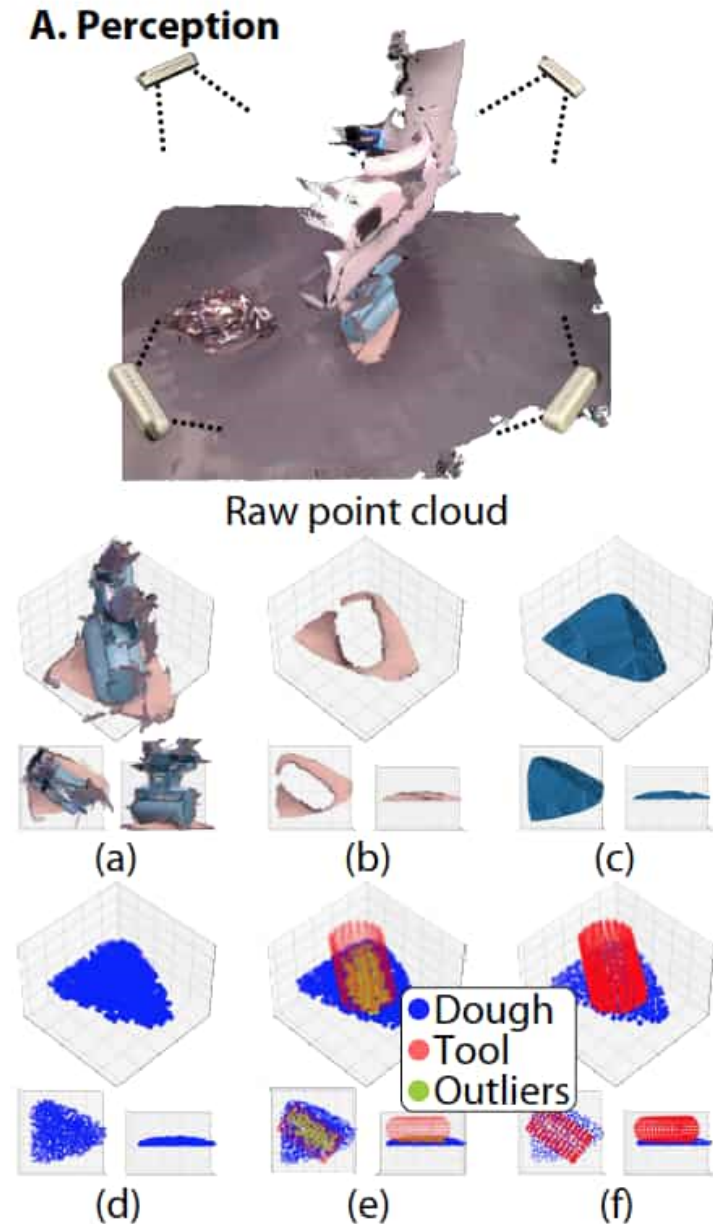 A. Perception
Raw point cloud
(a)
(b)
(c)
Dough
Tool
Outliers
(d)
(e)
(f)